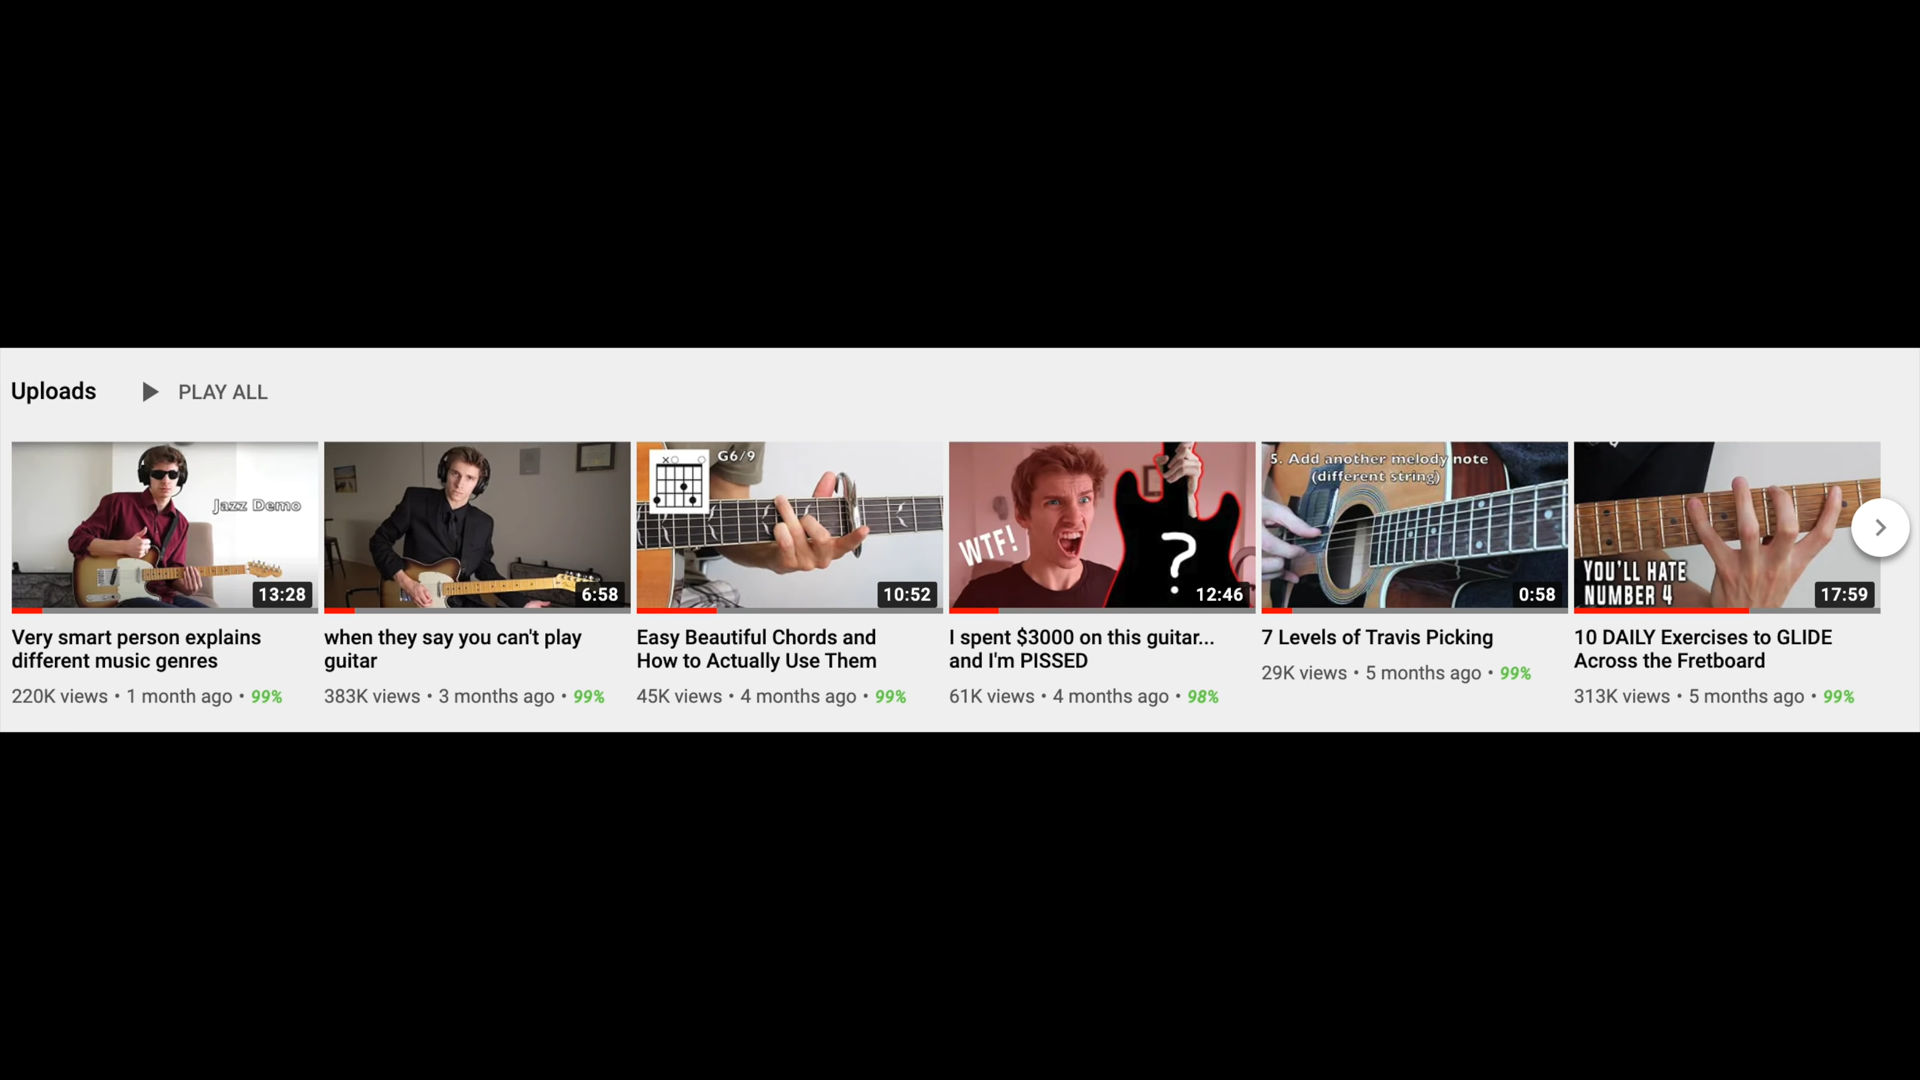 Uploads
PLAY ALL
Jazz Demo
13:28
6:58
G6/9
10:52
WTF!
?
12:46
5. Add another melody note
(different string)
0:58
YOU'LL HATE
NUMBER 4
17:59
Very smart person explains
different music genres
220K views • 1 month ago • 99%
when they say you can't play
guitar
383K views • 3 months ago • 99%
Easy Beautiful Chords and
How to Actually Use Them
45K views • 4 months ago • 99%
I spent $3000 on this guitar...
and I'm PISSED
61K views • 4 months ago • 98%
7 Levels of Travis Picking
29K views • 5 months ago • 99%
10 DAILY Exercises to GLIDE
Across the Fretboard
313K views • 5 months ago • 99%